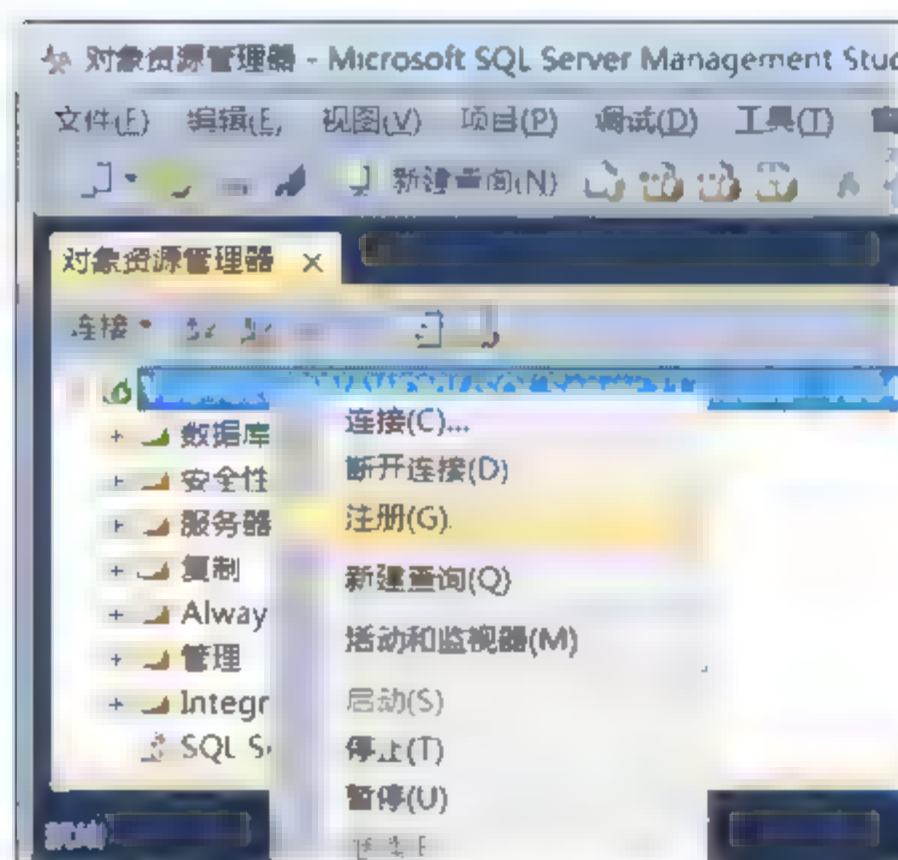 对象资源管理器 - Microsoft SQL Server Management Stud
文件(F) 编辑(E) 视图(V) 项目(P) 调试(D) 工具(T)
新建查询(N)
对象资源管理器 ×
连接
数据库
安全性
服务器
复制
Alway
管理
Integr
SQL S
连接(C)...
断开连接(D)
注册(G)
新建查询(Q)
活动和监视器(M)
启动(S)
停止(T)
暂停(U)
就绪